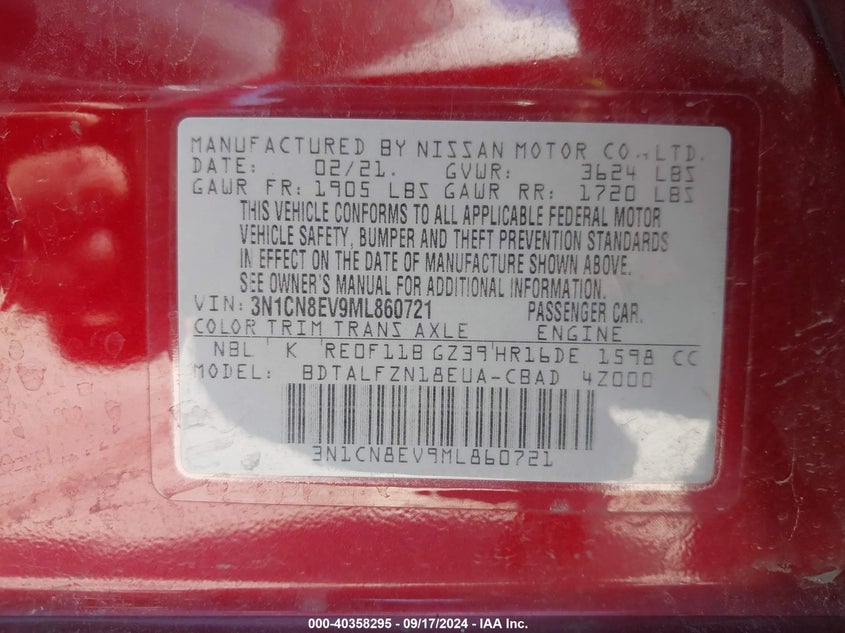 MANUFACTURED BY NISSAN MOTOR CO.,LTD.
DATE: 02/21. GVWR: 3624 LBS
GAWR FR: 1905 LBS GAWR RR: 1720 LBS
THIS VEHICLE CONFORMS TO ALL APPLICABLE FEDERAL MOTOR
VEHICLE SAFETY, BUMPER AND THEFT PREVENTION STANDARDS
IN EFFECT ON THE DATE OF MANUFACTURE SHOWN ABOVE.
SEE OWNER'S MANUAL FOR ADDITIONAL INFORMATION.
VIN: 3N1CN8EV9ML860721 PASSENGER CAR.
COLOR TRIM TRANS AXLE ENGINE
NBL K RE0F11B GZ39 HR16DE 1598 CC
MODEL: BDTALFZN18EUA-CBAD 4Z000
3N1CN8EV9ML860721
000-40358295 - 09/17/2024 - IAA Inc.